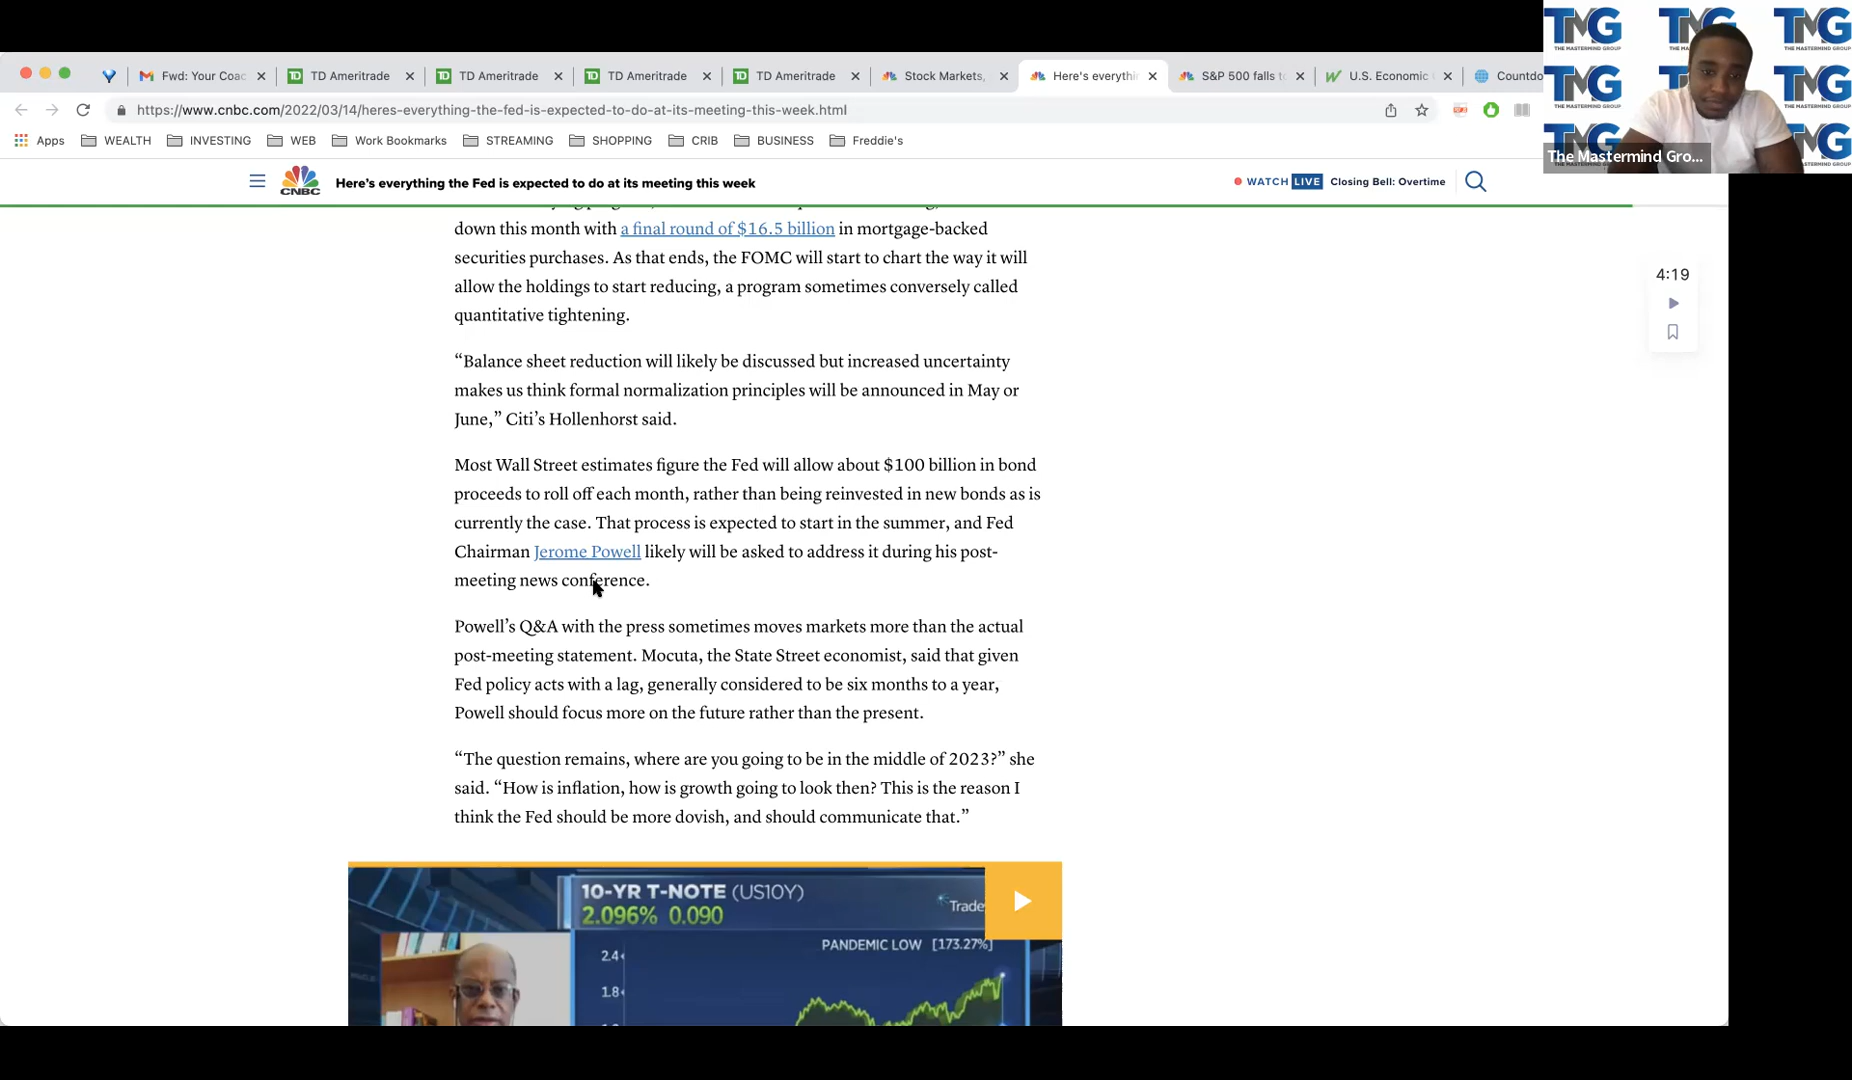 Fwd: Your Coac
TD Ameritrade
TD Ameritrade
TD Ameritrade
TD Ameritrade
Stock Markets,
Here's everythin
S&P 500 falls to
U.S. Economic
Countdo
https://www.cnbc.com/2022/03/14/heres-everything-the-fed-is-expected-to-do-at-its-meeting-this-week.html
Apps
WEALTH
INVESTING
WEB
Work Bookmarks
STREAMING
SHOPPING
CRIB
BUSINESS
Freddie's
TMG
THE MASTERMIND GROUP
The Mastermind Gro...
CNBC
Here's everything the Fed is expected to do at its meeting this week
WATCH LIVE Closing Bell: Overtime
down this month with a final round of $16.5 billion in mortgage-backed
securities purchases. As that ends, the FOMC will start to chart the way it will
allow the holdings to start reducing, a program sometimes conversely called
quantitative tightening.
4:19
“Balance sheet reduction will likely be discussed but increased uncertainty
makes us think formal normalization principles will be announced in May or
June,” Citi’s Hollenhorst said.
Most Wall Street estimates figure the Fed will allow about $100 billion in bond
proceeds to roll off each month, rather than being reinvested in new bonds as is
currently the case. That process is expected to start in the summer, and Fed
Chairman Jerome Powell likely will be asked to address it during his post-
meeting news conference.
Powell’s Q&A with the press sometimes moves markets more than the actual
post-meeting statement. Mocuta, the State Street economist, said that given
Fed policy acts with a lag, generally considered to be six months to a year,
Powell should focus more on the future rather than the present.
“The question remains, where are you going to be in the middle of 2023?” she
said. “How is inflation, how is growth going to look then? This is the reason I
think the Fed should be more dovish, and should communicate that.”
10-YR T-NOTE (US10Y)
2.096% 0.090
Trade
PANDEMIC LOW [173.27%]
2.4
1.8